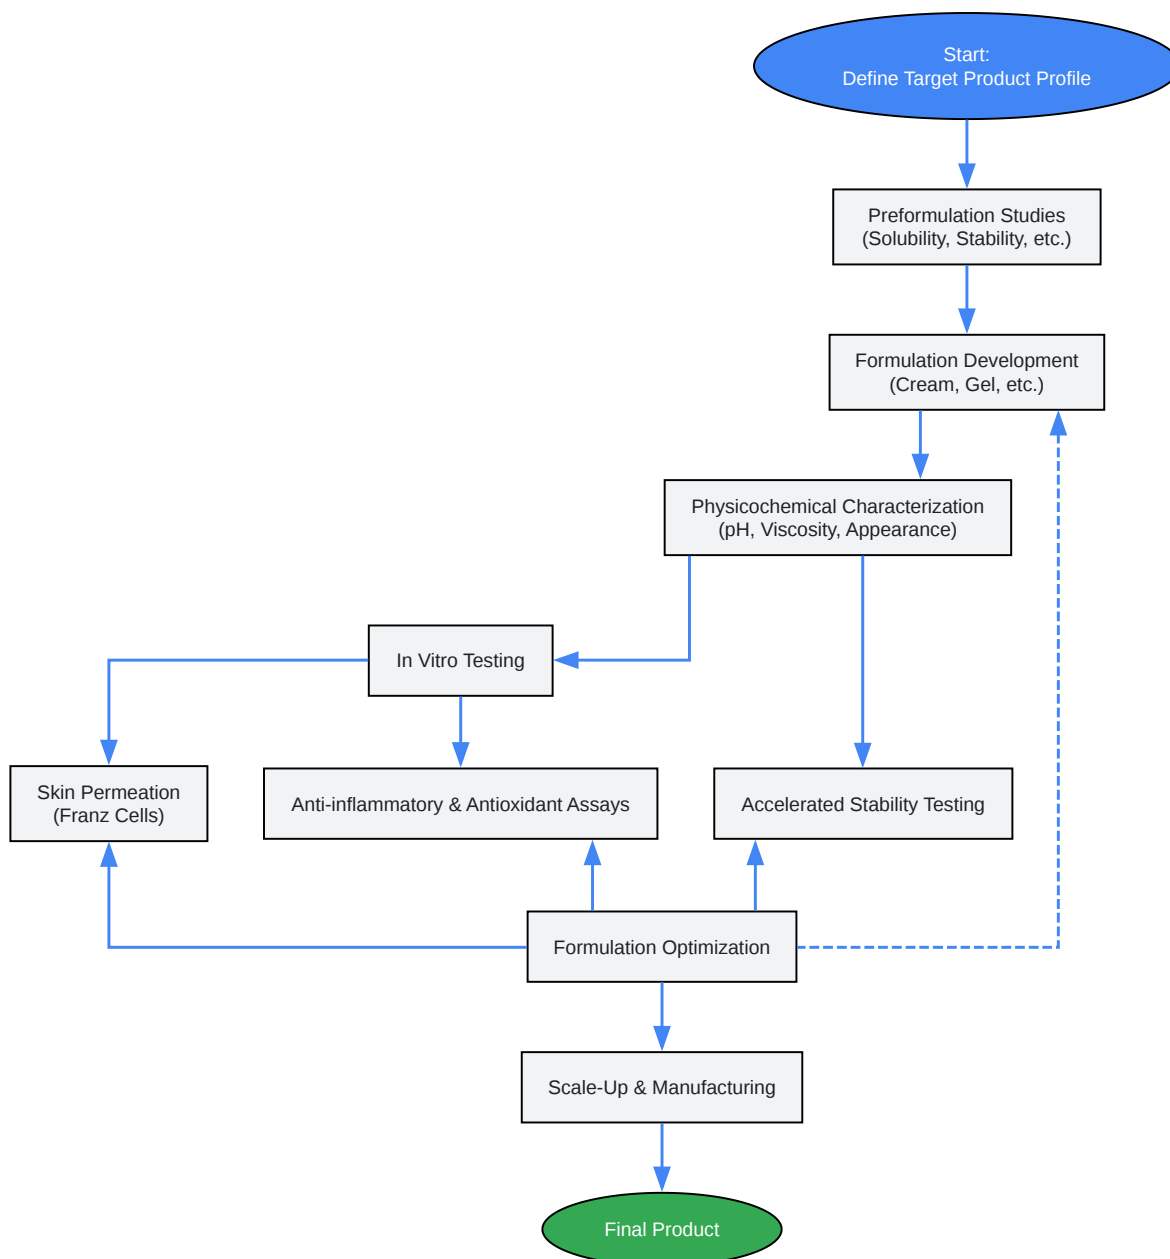 Start:
Define Target Product Profile
Preformulation Studies
(Solubility, Stability, etc.)
Formulation Development
(Cream, Gel, etc.)
Physicochemical Characterization
(pH, Viscosity, Appearance)
In Vitro Testing
Skin Permeation
(Franz Cells)
Anti-inflammatory & Antioxidant Assays
Accelerated Stability Testing
Formulation Optimization
Scale-Up & Manufacturing
Final Product